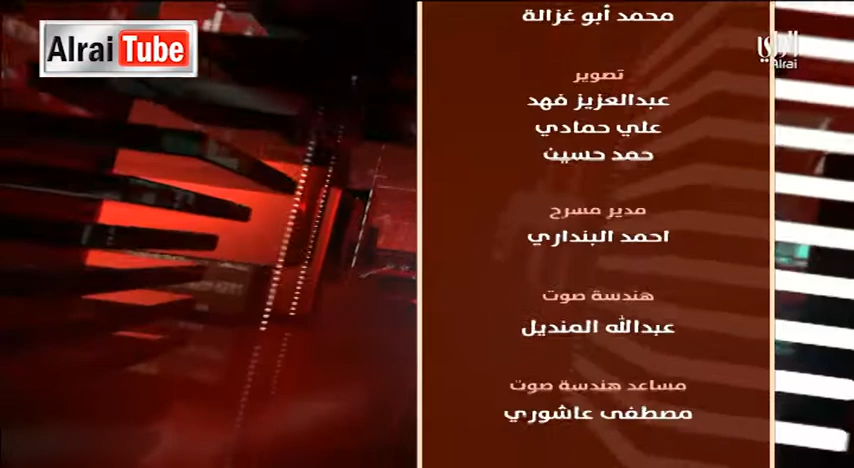 Alrai Tube
الراي
Alrai
محمد أبو غزالة
تصوير
عبدالعزيز فهد
علي حمادي
حمد حسين
مدير مسرح
احمد البنداري
هندسة صوت
عبدالله المنديل
مساعد هندسة صوت
مصطفى عاشوري